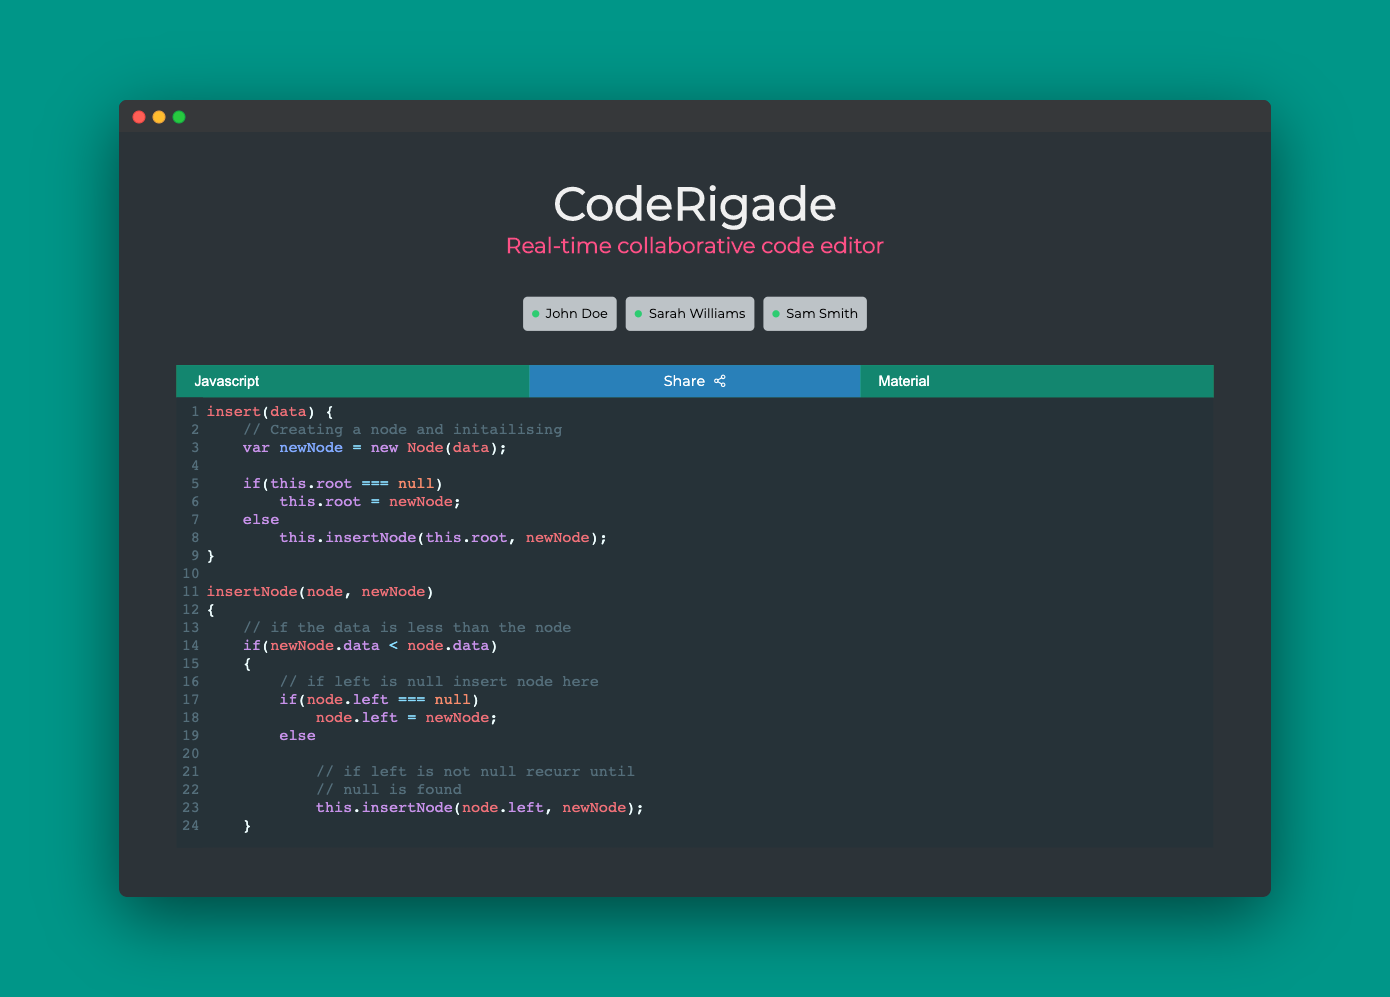 CodeRigade
Real-time collaborative code editor
John Doe Sarah Williams Sam Smith
Javascript Share Material
1 insert(data) {
2     // Creating a node and initailising
3     var newNode = new Node(data);
4
5     if(this.root === null)
6         this.root = newNode;
7     else
8         this.insertNode(this.root, newNode);
9 }
10
11 insertNode(node, newNode)
12 {
13     // if the data is less than the node
14     if(newNode.data < node.data)
15     {
16         // if left is null insert node here
17         if(node.left === null)
18             node.left = newNode;
19         else
20
21             // if left is not null recurr until
22             // null is found
23             this.insertNode(node.left, newNode);
24     }